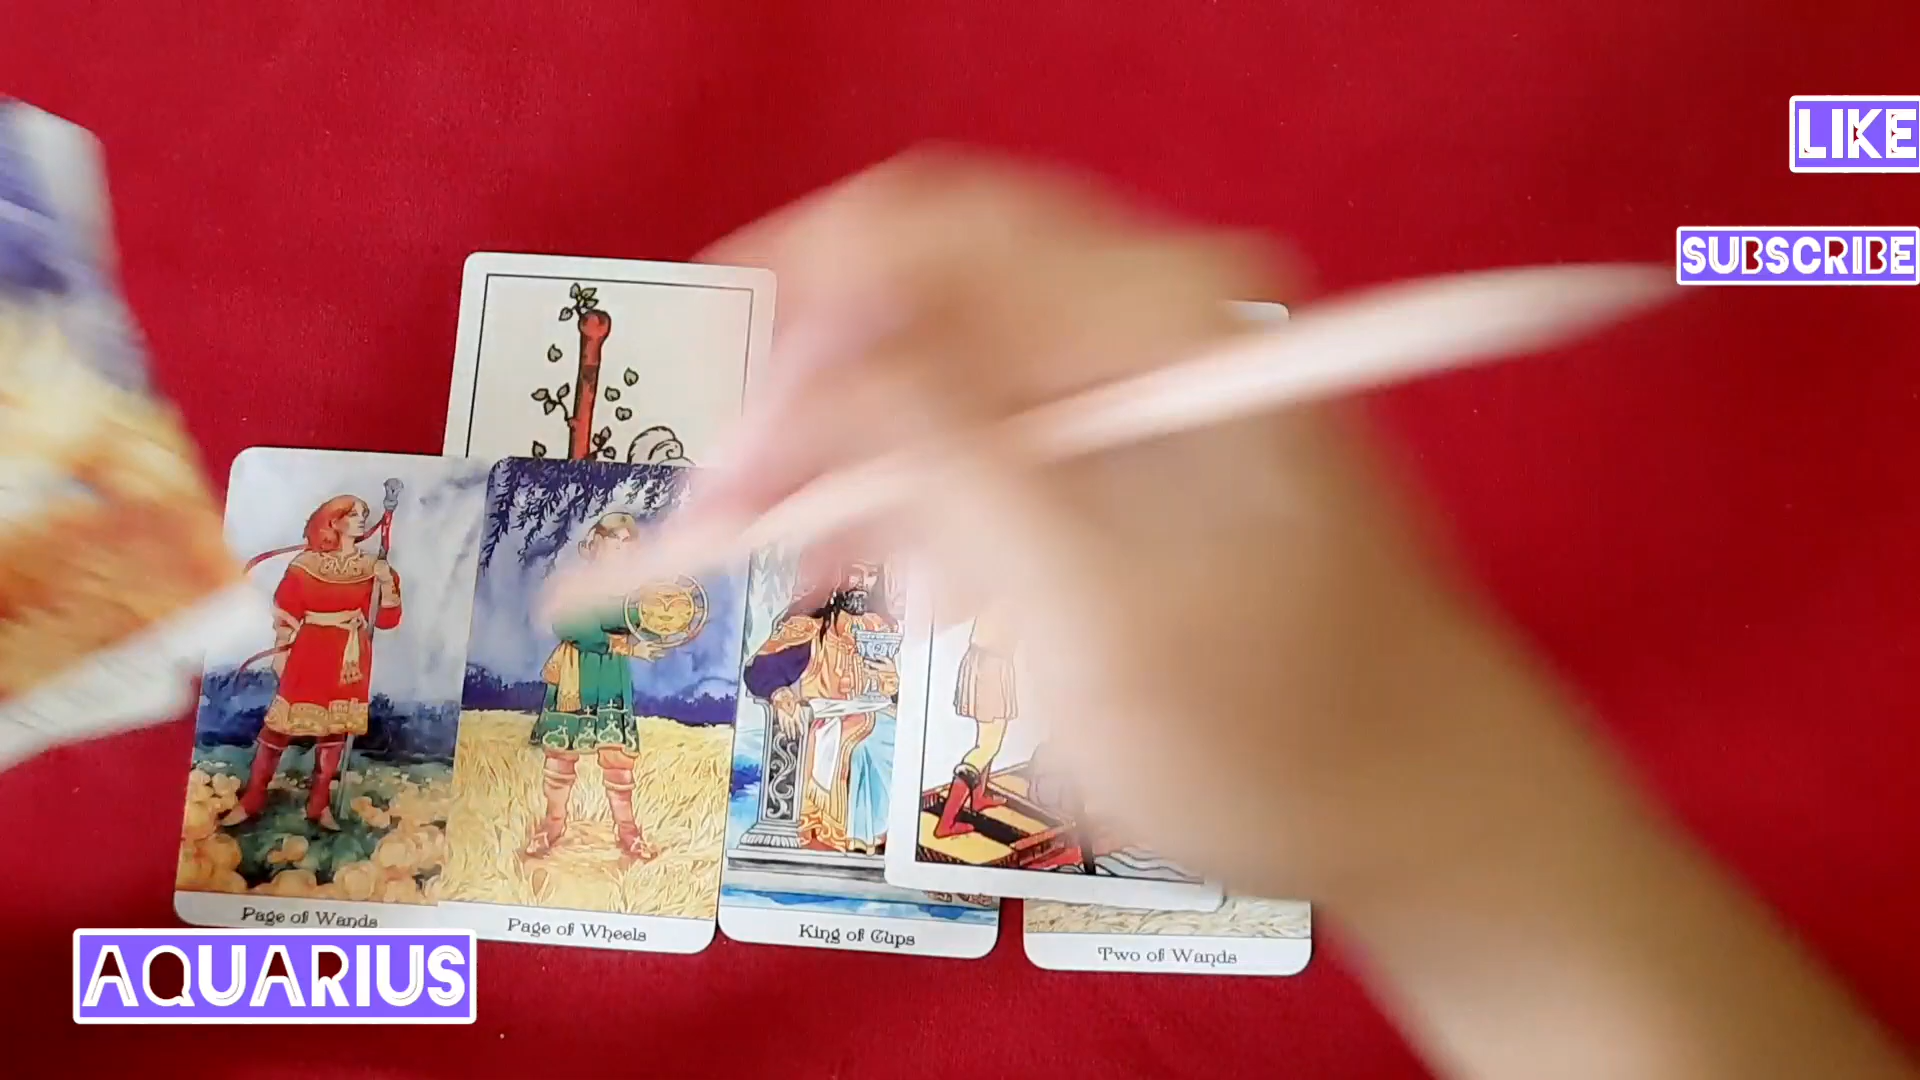 LIKE
SUBSCRIBE
Page of Wands
Page of Wheels
King of Cups
Two of Wands
AQUARIUS